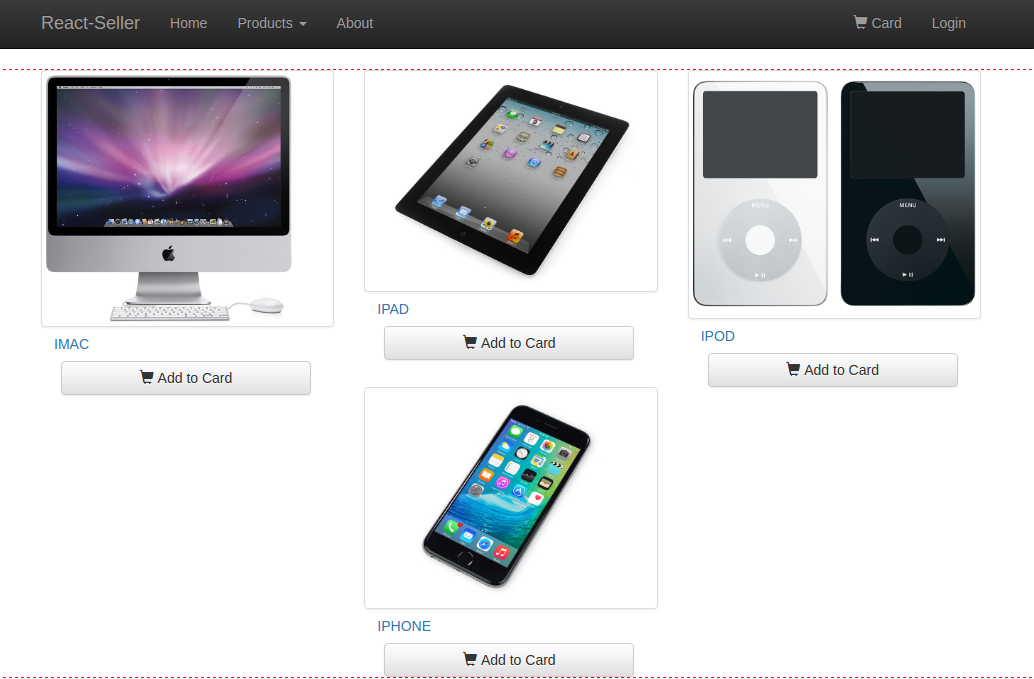 React-Seller Home Products About Card Login
IMAC
Add to Card
IPAD
Add to Card
MENU
MENU
IPOD
Add to Card
IPHONE
Add to Card